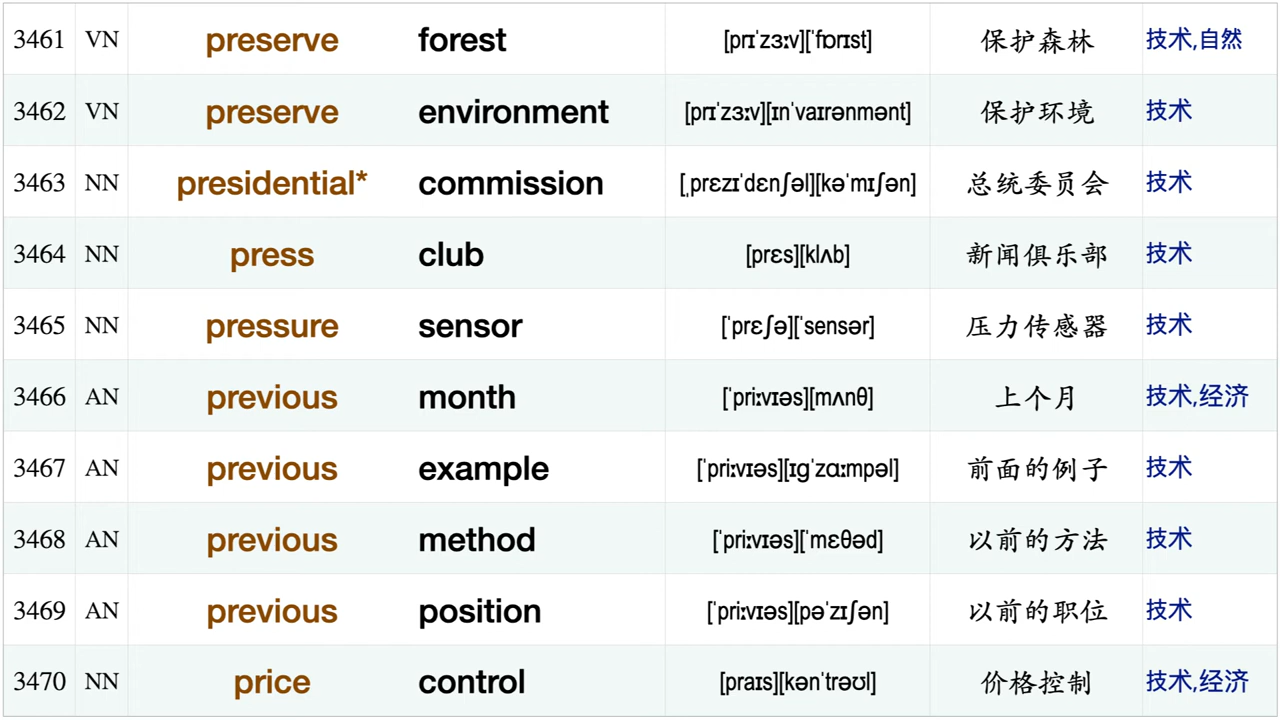 3461 VN preserve forest [prɪˈzɜːv][ˈfɒrɪst] 保护森林 技术,自然
3462 VN preserve environment [prɪˈzɜːv][ɪnˈvaɪrənmənt] 保护环境 技术
3463 NN presidential* commission [ˌprɛzɪˈdɛnʃəl][kəˈmɪʃən] 总统委员会 技术
3464 NN press club [prɛs][klʌb] 新闻俱乐部 技术
3465 NN pressure sensor [ˈprɛʃə][ˈsensər] 压力传感器 技术
3466 AN previous month [ˈpriːvɪəs][mʌnθ] 上个月 技术,经济
3467 AN previous example [ˈpriːvɪəs][ɪɡˈzɑːmpəl] 前面的例子 技术
3468 AN previous method [ˈpriːvɪəs][ˈmɛθəd] 以前的方法 技术
3469 AN previous position [ˈpriːvɪəs][pəˈzɪʃən] 以前的职位 技术
3470 NN price control [praɪs][kənˈtrəʊl] 价格控制 技术,经济